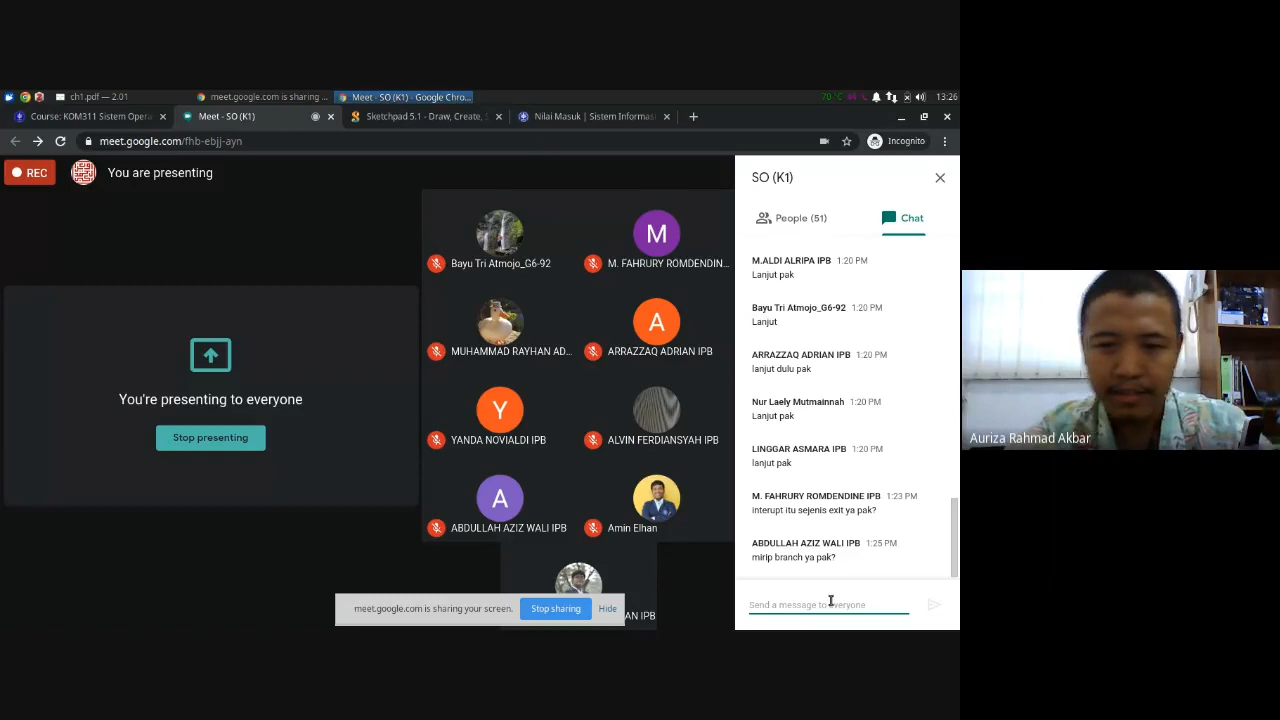 ch1.pdf — 2.01
meet.google.com is sharing ...
Meet - SO (K1) - Google Chro...
70°C
13:26
Course: KOM311 Sistem Opera
Meet - SO (K1)
Sketchpad 5.1 - Draw, Create, S
Nilai Masuk | Sistem Informas
meet.google.com/fhb-ebjj-ayn
Incognito
REC
You are presenting
You're presenting to everyone
Stop presenting
Bayu Tri Atmojo_G6-92
M
M. FAHRURY ROMDENDIN...
MUHAMMAD RAYHAN AD...
A
ARRAZZAQ ADRIAN IPB
Y
YANDA NOVIALDI IPB
ALVIN FERDIANSYAH IPB
A
ABDULLAH AZIZ WALI IPB
Amin Elhan
AN IPB
meet.google.com is sharing your screen.
Stop sharing
Hide
SO (K1)
People (51)
Chat
M.ALDI ALRIPA IPB 1:20 PM
Lanjut pak
Bayu Tri Atmojo_G6-92 1:20 PM
Lanjut
ARRAZZAQ ADRIAN IPB 1:20 PM
lanjut dulu pak
Nur Laely Mutmainnah 1:20 PM
Lanjut pak
LINGGAR ASMARA IPB 1:20 PM
lanjut pak
M. FAHRURY ROMDENDINE IPB 1:23 PM
interupt itu sejenis exit ya pak?
ABDULLAH AZIZ WALI IPB 1:25 PM
mirip branch ya pak?
Send a message to everyone
Auriza Rahmad Akbar